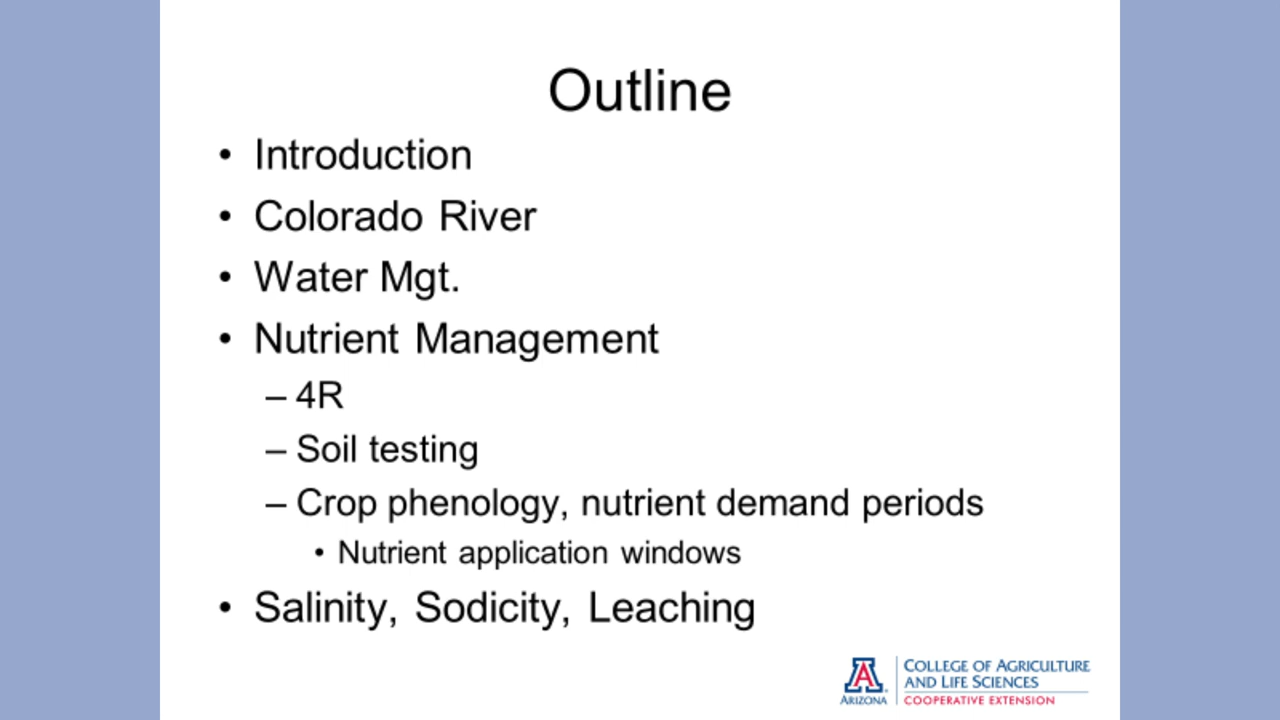 Outline
• Introduction
• Colorado River
• Water Mgt.
• Nutrient Management
– 4R
– Soil testing
– Crop phenology, nutrient demand periods
• Nutrient application windows
• Salinity, Sodicity, Leaching
A
ARIZONA
COLLEGE OF AGRICULTURE
AND LIFE SCIENCES
COOPERATIVE EXTENSION